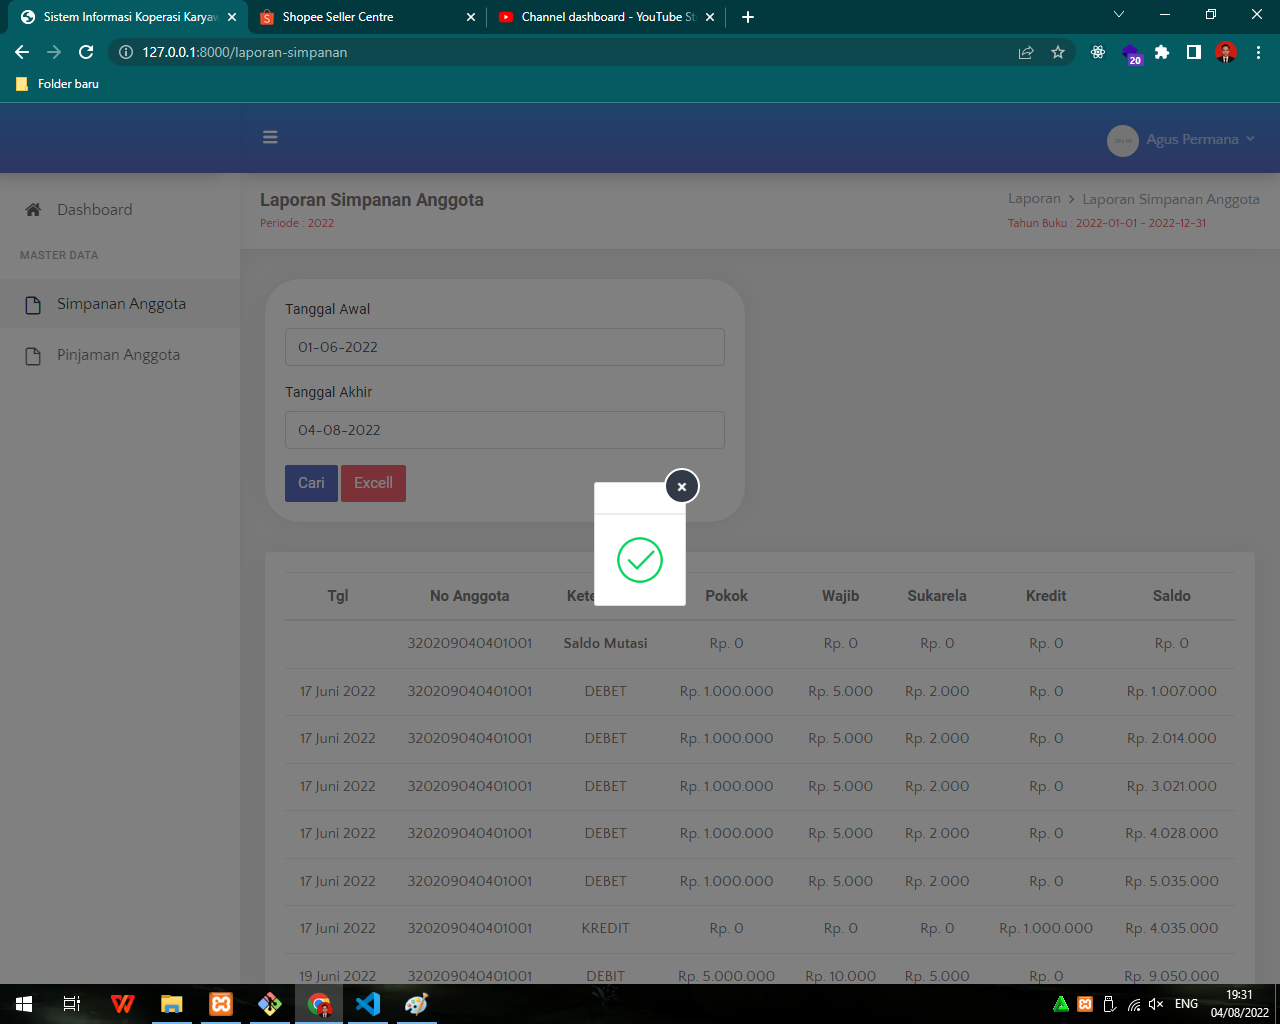 Sistem Informasi Koperasi Karyaw
Shopee Seller Centre
Channel dashboard - YouTube St
127.0.0.1:8000/laporan-simpanan
20
Folder baru
Agus Permana
Dashboard
MASTER DATA
Simpanan Anggota
Pinjaman Anggota
Laporan Simpanan Anggota
Periode : 2022
Laporan > Laporan Simpanan Anggota
Tahun Buku : 2022-01-01 - 2022-12-31
Tanggal Awal
01-06-2022
Tanggal Akhir
04-08-2022
Cari Excell
Tgl No Anggota Kete Pokok Wajib Sukarela Kredit Saldo
320209040401001 Saldo Mutasi Rp. 0 Rp. 0 Rp. 0 Rp. 0 Rp. 0
17 Juni 2022 320209040401001 DEBET Rp. 1.000.000 Rp. 5.000 Rp. 2.000 Rp. 0 Rp. 1.007.000
17 Juni 2022 320209040401001 DEBET Rp. 1.000.000 Rp. 5.000 Rp. 2.000 Rp. 0 Rp. 2.014.000
17 Juni 2022 320209040401001 DEBET Rp. 1.000.000 Rp. 5.000 Rp. 2.000 Rp. 0 Rp. 3.021.000
17 Juni 2022 320209040401001 DEBET Rp. 1.000.000 Rp. 5.000 Rp. 2.000 Rp. 0 Rp. 4.028.000
17 Juni 2022 320209040401001 DEBET Rp. 1.000.000 Rp. 5.000 Rp. 2.000 Rp. 0 Rp. 5.035.000
17 Juni 2022 320209040401001 KREDIT Rp. 0 Rp. 0 Rp. 0 Rp. 1.000.000 Rp. 4.035.000
19 Juni 2022 320209040401001 DEBIT Rp. 5.000.000 Rp. 10.000 Rp. 5.000 Rp. 0 Rp. 9.050.000
ENG
19:31
04/08/2022